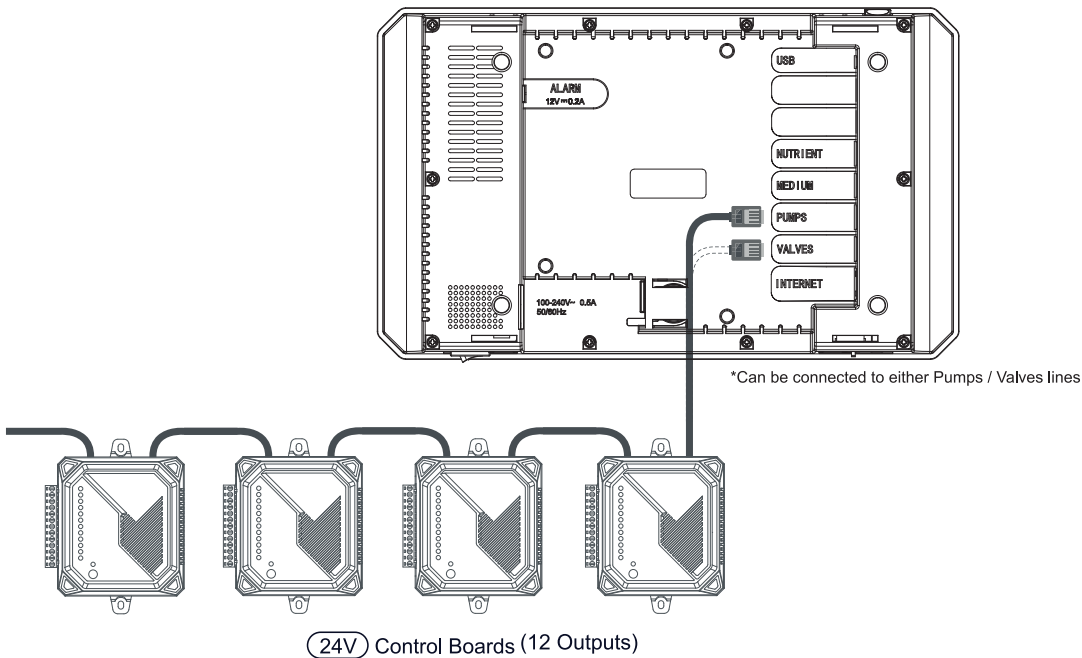 USB
ALARM
12V⎓0.2A
NUTRIENT
MEDIUM
PUMPS
VALVES
INTERNET
100-240V~ 0.5A
50/60Hz
*Can be connected to either Pumps / Valves lines
24V Control Boards (12 Outputs)